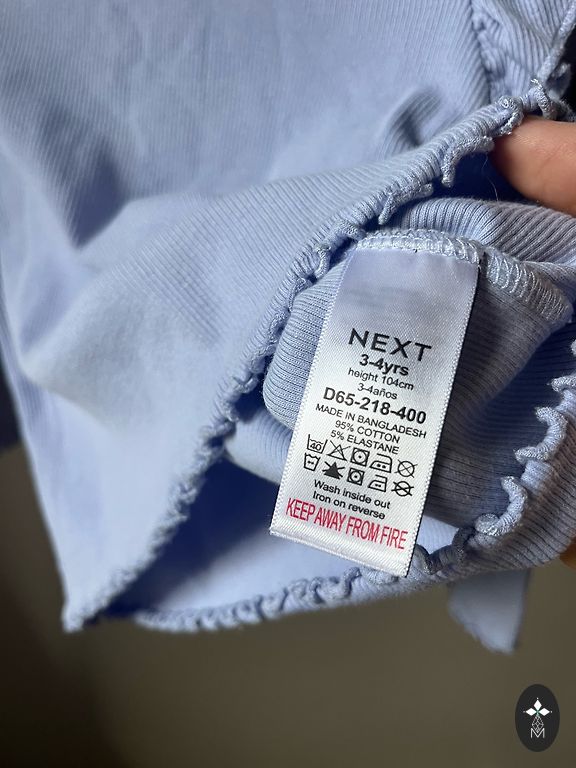 NEXT
3-4yrs
height 104cm
3-4años
D65-218-400
MADE IN BANGLADESH
95% COTTON
5% ELASTANE
40
Wash inside out
Iron on reverse
KEEP AWAY FROM FIRE
M